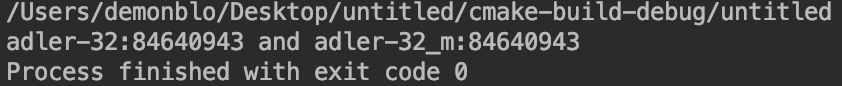 /Users/demonblo/Desktop/untitled/cmake-build-debug/untitled
adler-32:84640943 and adler-32_m:84640943
Process finished with exit code 0